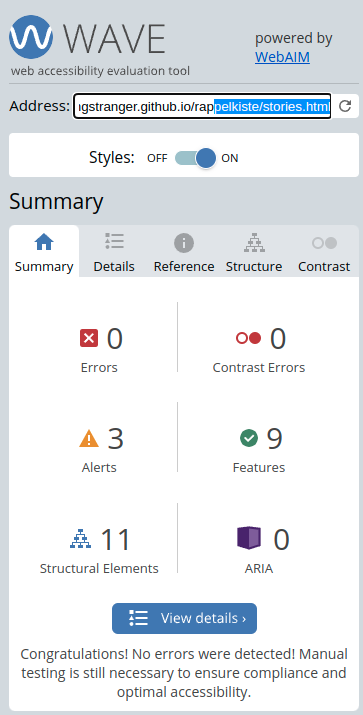 WAVE
web accessibility evaluation tool
powered by
WebAIM
Address: ngstranger.github.io/rappelkiste/stories.html
Styles: OFF ON
Summary
Summary Details Reference Structure Contrast
0 0
Errors Contrast Errors
3 9
Alerts Features
11 0
Structural Elements ARIA
View details ›
Congratulations! No errors were detected! Manual
testing is still necessary to ensure compliance and
optimal accessibility.